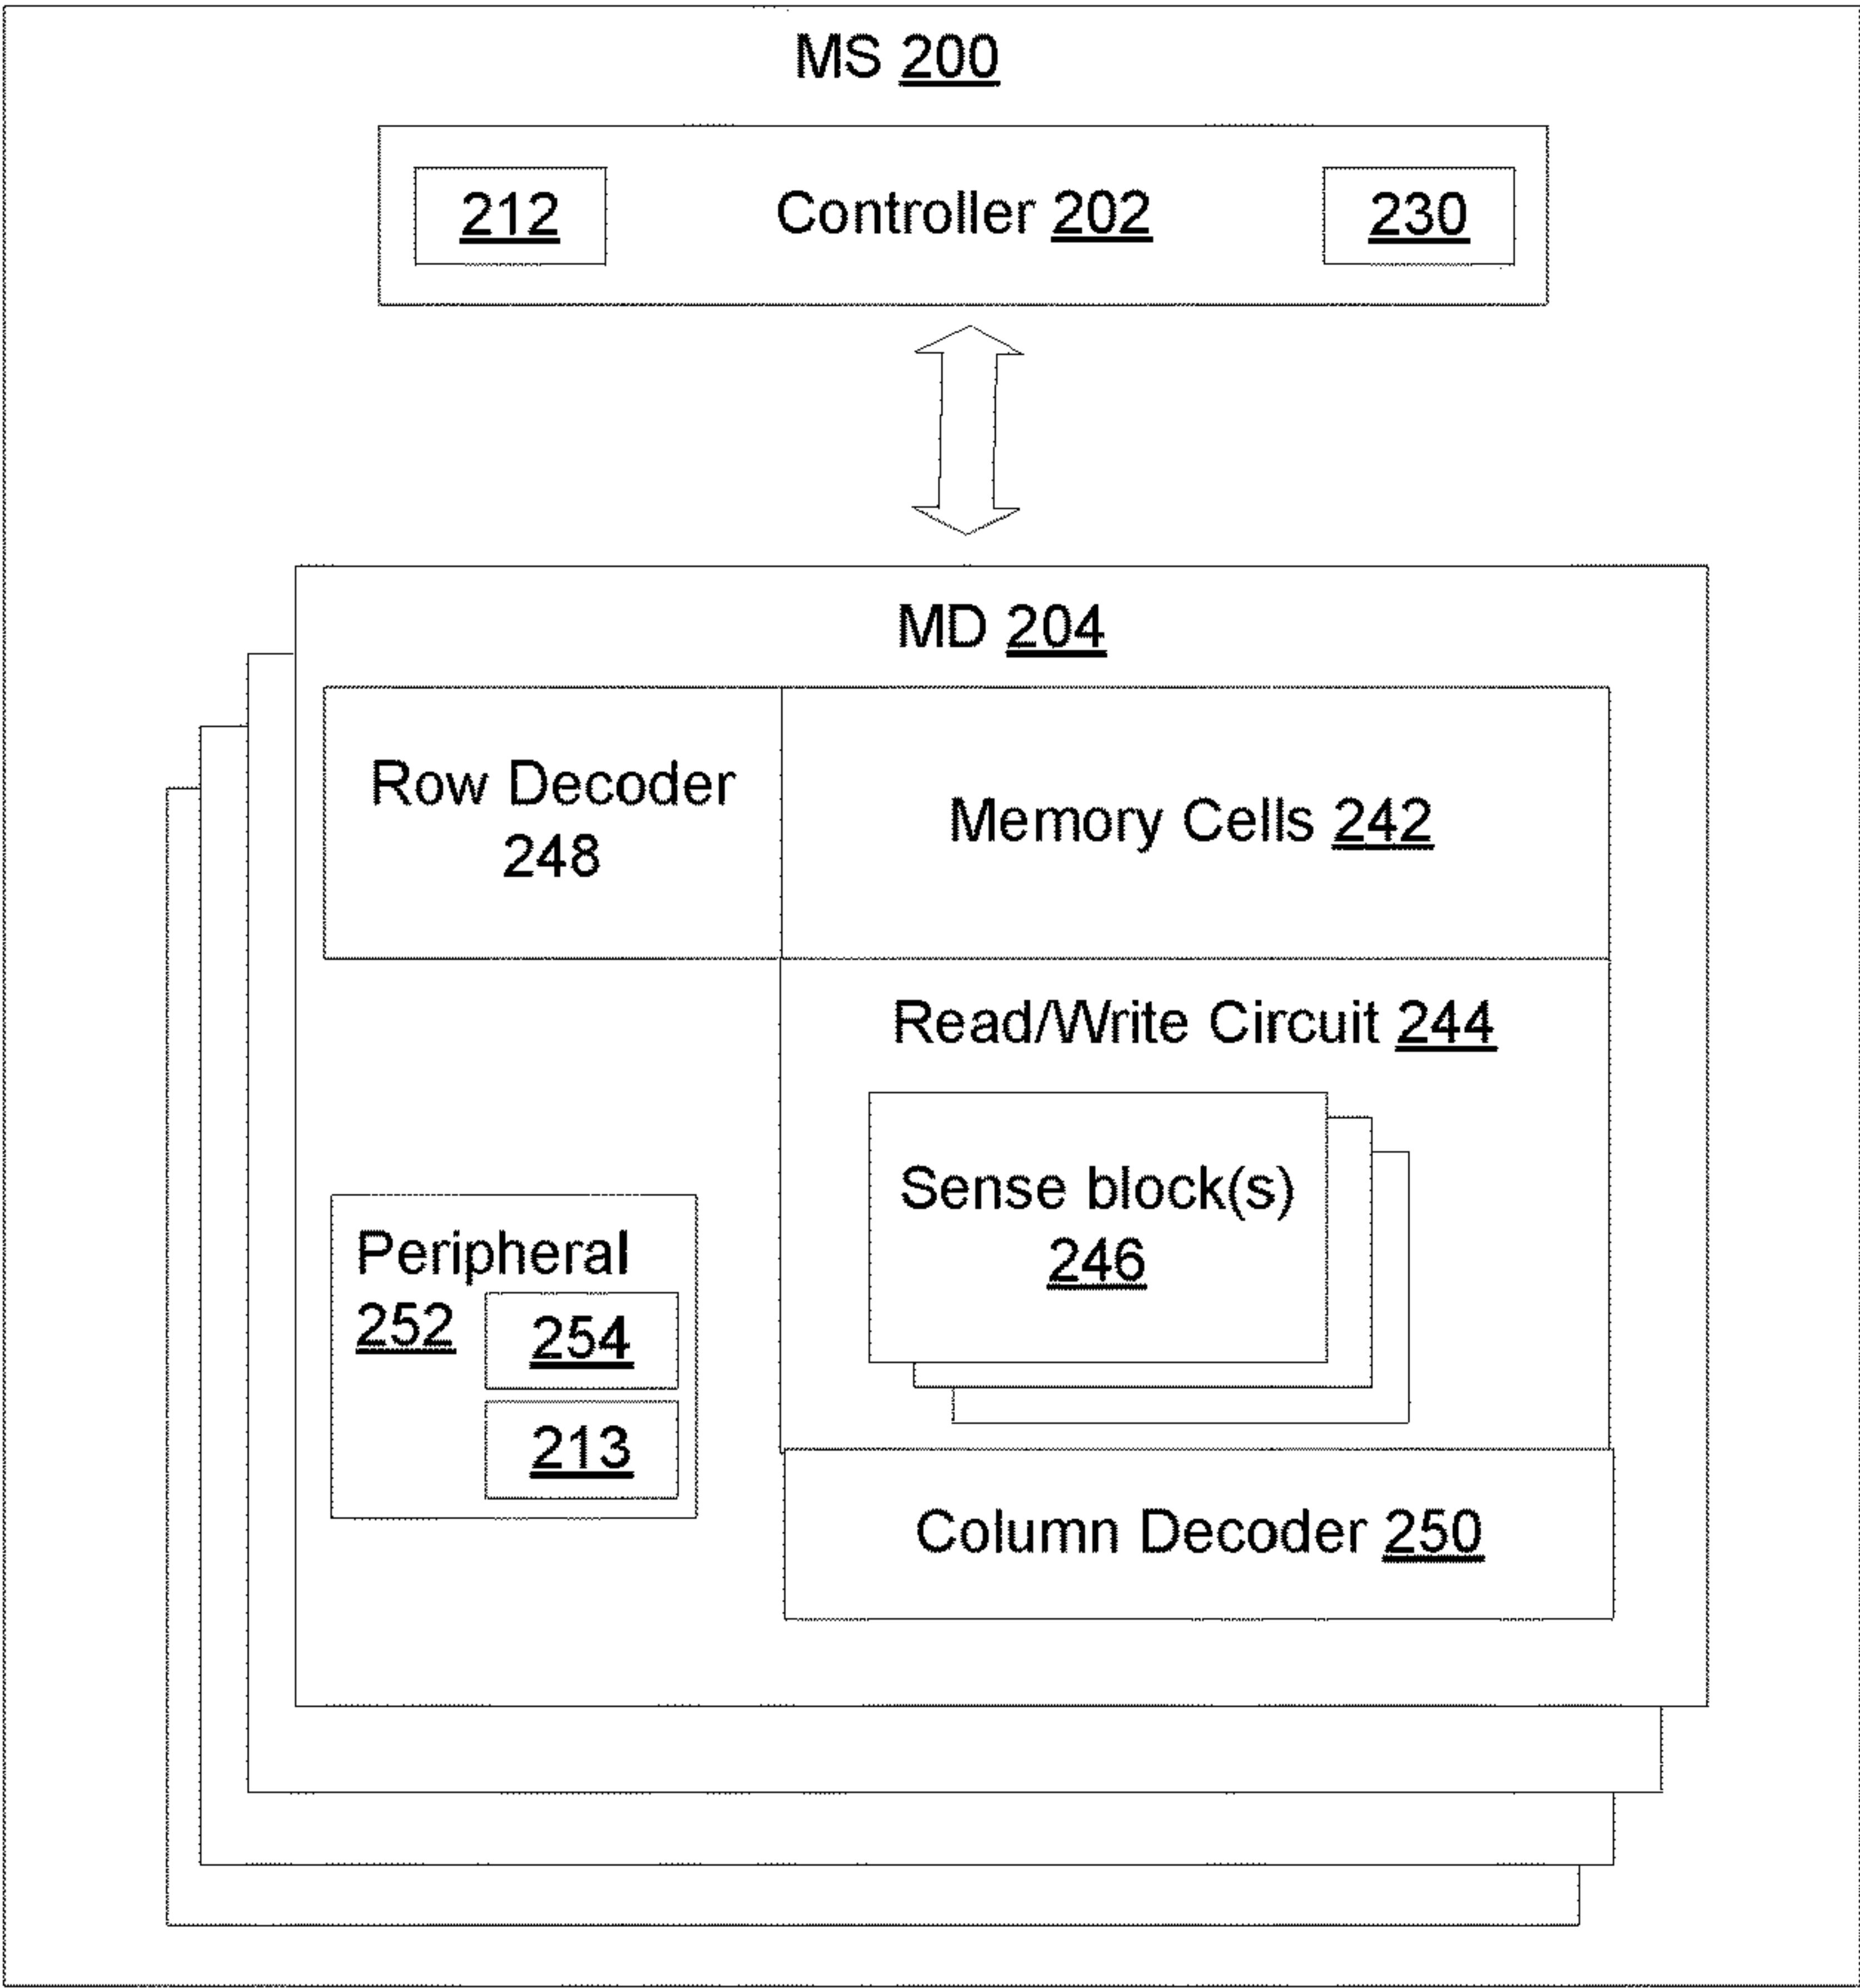 MS 200
212
Controller 202
230
MD 204
Row Decoder
248
Memory Cells 242
Read/Write Circuit 244
Sense block(s)
246
Peripheral
252
254
213
Column Decoder 250